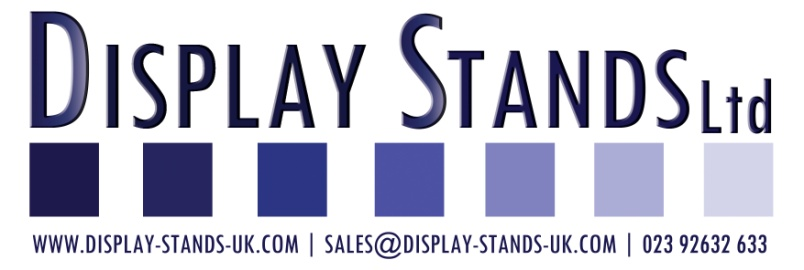 DISPLAY STANDS Ltd
WWW.DISPLAY-STANDS-UK.COM | SALES@DISPLAY-STANDS-UK.COM | 023 92632 633